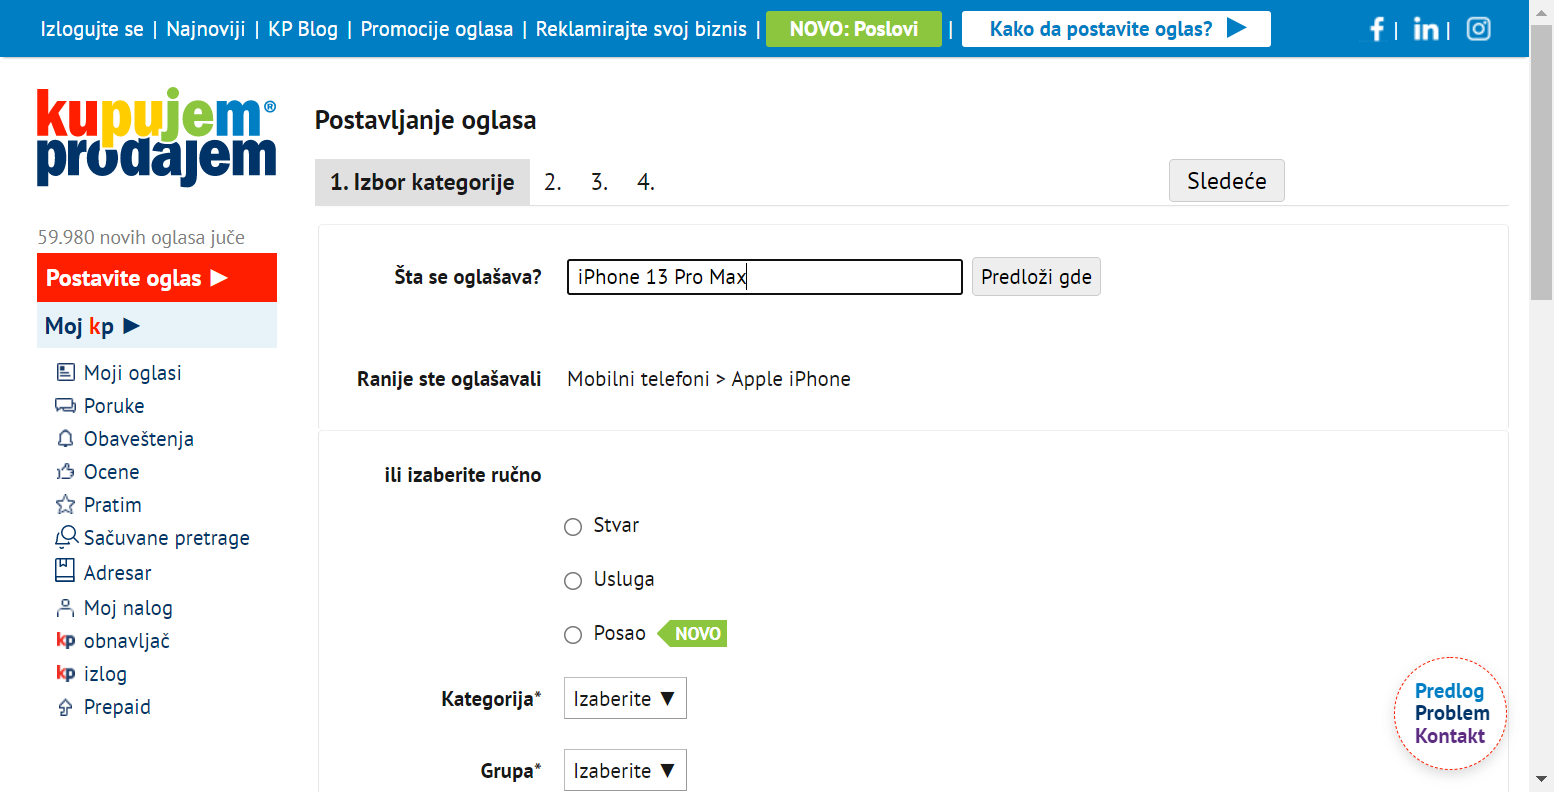 Izlogujte se | Najnoviji | KP Blog | Promocije oglasa | Reklamirajte svoj biznis | NOVO: Poslovi | Kako da postavite oglas? ▶ | |
kupujem®
prodajem
Postavljanje oglasa
1. Izbor kategorije 2. 3. 4. Sledeće
59.980 novih oglasa juče
Postavite oglas ▶
Moj kp ▶
Moji oglasi
Poruke
Obaveštenja
Ocene
Pratim
Sačuvane pretrage
Adresar
Moj nalog
kp obnavljač
kp izlog
Prepaid
Šta se oglašava? iPhone 13 Pro Max Predloži gde
Ranije ste oglašavali Mobilni telefoni > Apple iPhone
ili izaberite ručno
Stvar
Usluga
Posao NOVO
Kategorija* Izaberite ▼
Grupa* Izaberite ▼
Predlog
Problem
Kontakt